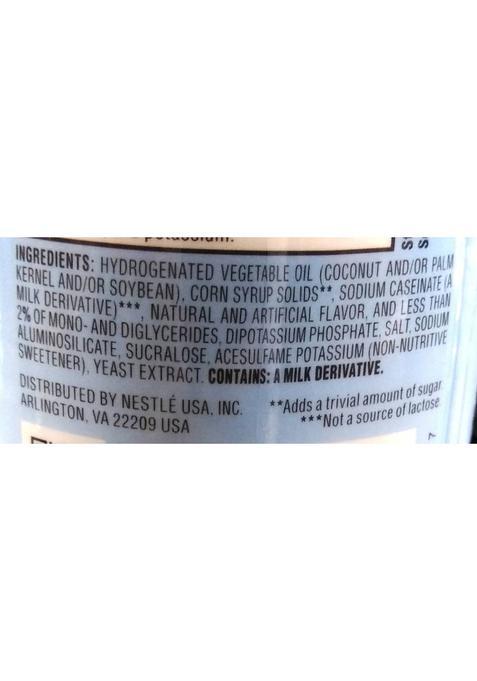 potassium.
INGREDIENTS: HYDROGENATED VEGETABLE OIL (COCONUT AND/OR PALM
KERNEL AND/OR SOYBEAN), CORN SYRUP SOLIDS**, SODIUM CASEINATE (A
MILK DERIVATIVE)***, NATURAL AND ARTIFICIAL FLAVOR, AND LESS THAN
2% OF MONO- AND DIGLYCERIDES, DIPOTASSIUM PHOSPHATE, SALT, SODIUM
ALUMINOSILICATE, SUCRALOSE, ACESULFAME POTASSIUM (NON-NUTRITIVE
SWEETENER), YEAST EXTRACT. CONTAINS: A MILK DERIVATIVE.
DISTRIBUTED BY NESTLÉ USA, INC.
ARLINGTON, VA 22209 USA
**Adds a trivial amount of sugar.
***Not a source of lactose.